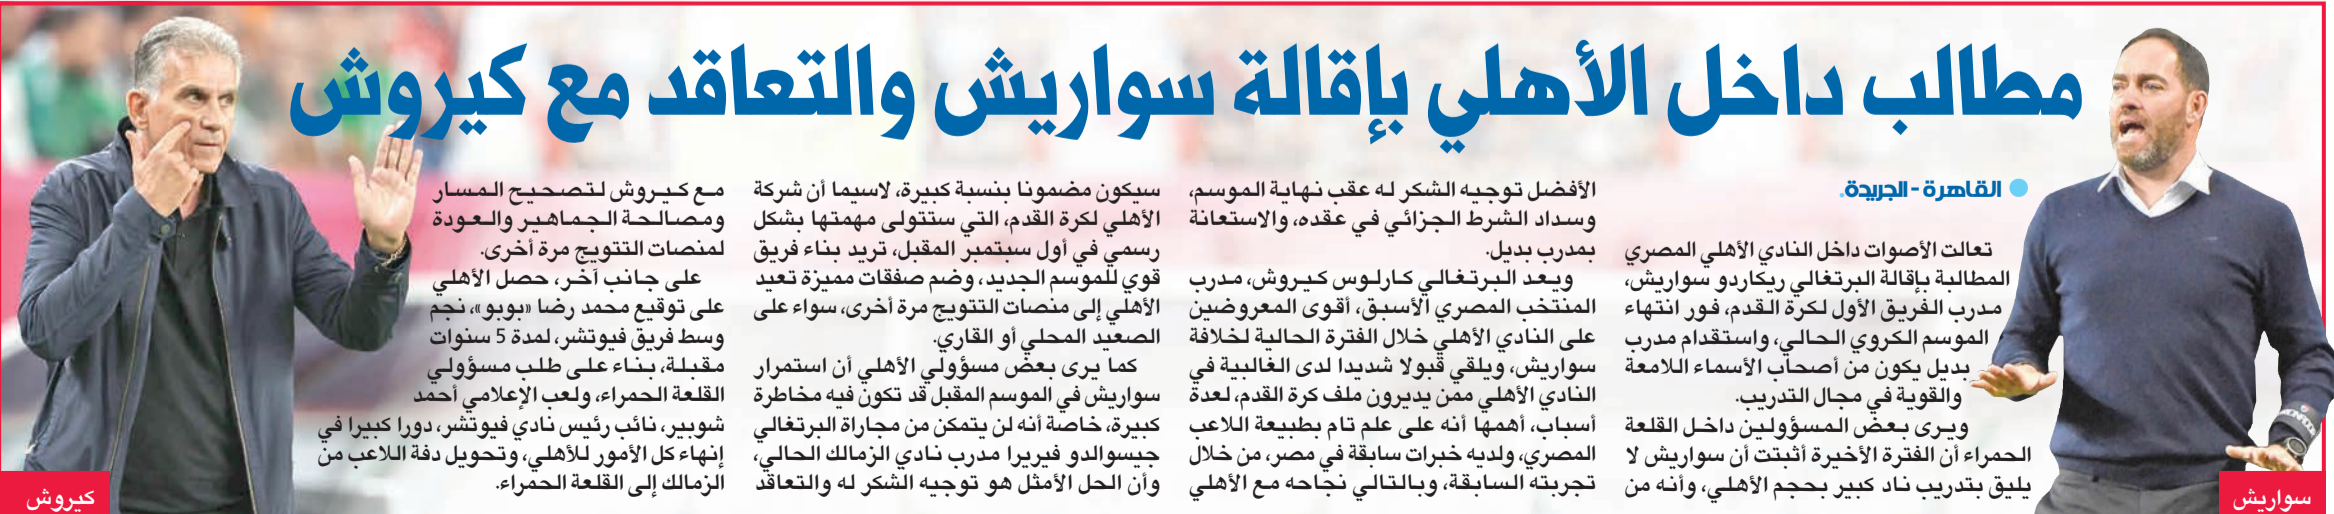 مطالب داخل الأهلي بإقالة سواريش والتعاقد مع كيروش
القاهرة - الجريدة.
تعالت الأصوات داخل النادي الأهلي المصري
المطالبة بإقالة البرتغالي ريكاردو سواريش،
مدرب الفريق الأول لكرة القدم، فور انتهاء
الموسم الكروي الحالي، واستقدام مدرب
بديل يكون من أصحاب الأسماء اللامعة
والقوية في مجال التدريب.
ويرى بعض المسؤولين داخل القلعة
الحمراء أن الفترة الأخيرة أثبتت أن سواريش لا
يليق بتدريب ناد كبير بحجم الأهلي، وأنه من
الأفضل توجيه الشكر له عقب نهاية الموسم،
وسداد الشرط الجزائي في عقده، والاستعانة
بمدرب بديل.
ويعد البرتغالي كارلوس كيروش، مدرب
المنتخب المصري الأسبق، أقوى المعروضين
على النادي الأهلي خلال الفترة الحالية لخلافة
سواريش، ويلقي قبولا شديدا لدى الغالبية في
النادي الأهلي ممن يديرون ملف كرة القدم، لعدة
أسباب، أهمها أنه على علم تام بطبيعة اللاعب
المصري، ولديه خبرات سابقة في مصر، من خلال
تجربته السابقة، وبالتالي نجاحه مع الأهلي
سيكون مضمونا بنسبة كبيرة، لاسيما أن شركة
الأهلي لكرة القدم، التي ستتولى مهمتها بشكل
رسمي في أول سبتمبر المقبل، تريد بناء فريق
قوي للموسم الجديد، وضم صفقات مميزة تعيد
الأهلي إلى منصات التتويج مرة أخرى، سواء على
الصعيد المحلي أو القاري.
كما يرى بعض مسؤولي الأهلي أن استمرار
سواريش في الموسم المقبل قد تكون فيه مخاطرة
كبيرة، خاصة أنه لن يتمكن من مجاراة البرتغالي
جيسوالدو فيريرا مدرب نادي الزمالك الحالي،
وأن الحل الأمثل هو توجيه الشكر له والتعاقد
مع كيروش لتصحيح المسار
ومصالحة الجماهير والعودة
لمنصات التتويج مرة أخرى.
على جانب آخر، حصل الأهلي
على توقيع محمد رضا «بوبو»، نجم
وسط فريق فيوتشر، لمدة 5 سنوات
مقبلة، بناء على طلب مسؤولي
القلعة الحمراء، ولعب الإعلامي أحمد
شوبير، نائب رئيس نادي فيوتشر، دورا كبيرا في
إنهاء كل الأمور للأهلي، وتحويل دفة اللاعب من
الزمالك إلى القلعة الحمراء.
سواريش
كيروش